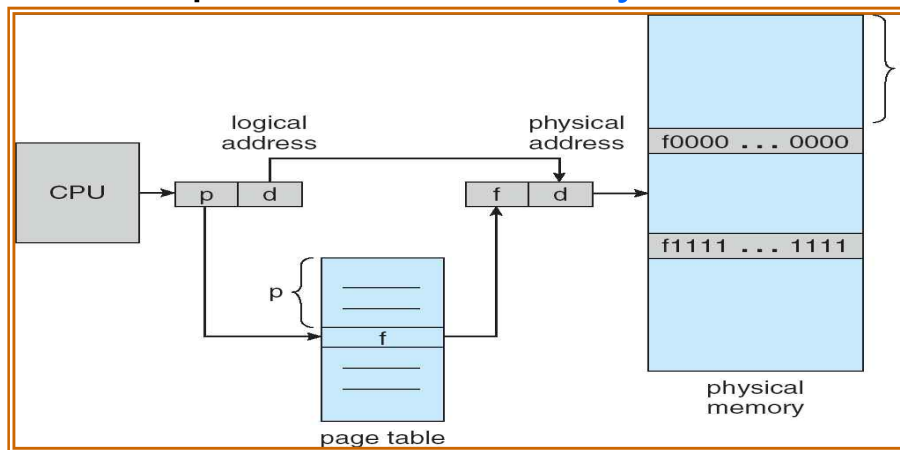 logical
address
physical
address
CPU
p d
f d
f0000 ... 0000
f1111 ... 1111
p
f
page table
physical
memory